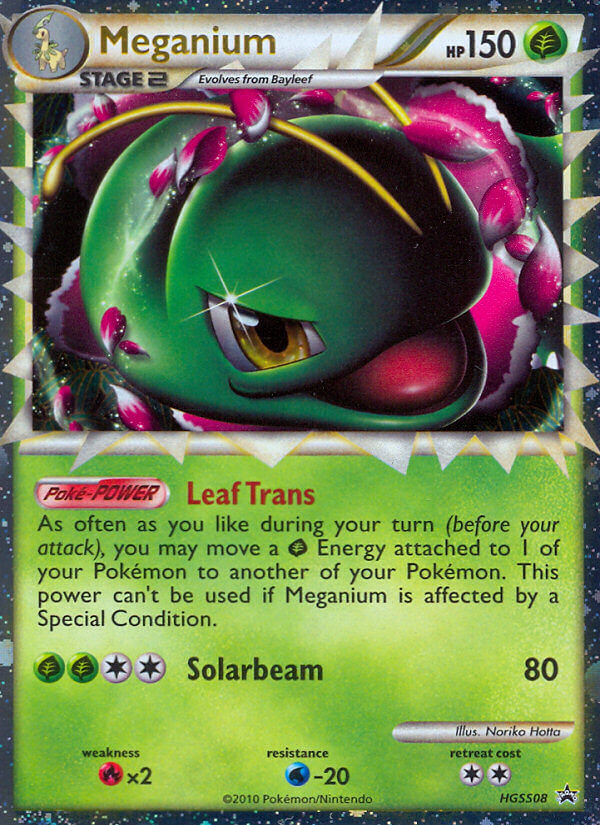 Meganium
HP150
STAGE 2
Evolves from Bayleef
Poké-POWER Leaf Trans
As often as you like during your turn (before your
attack), you may move a Energy attached to 1 of
your Pokémon to another of your Pokémon. This
power can't be used if Meganium is affected by a
Special Condition.
Solarbeam 80
Illus. Noriko Hotta
weakness resistance retreat cost
×2 -20
©2010 Pokémon/Nintendo HGSS08